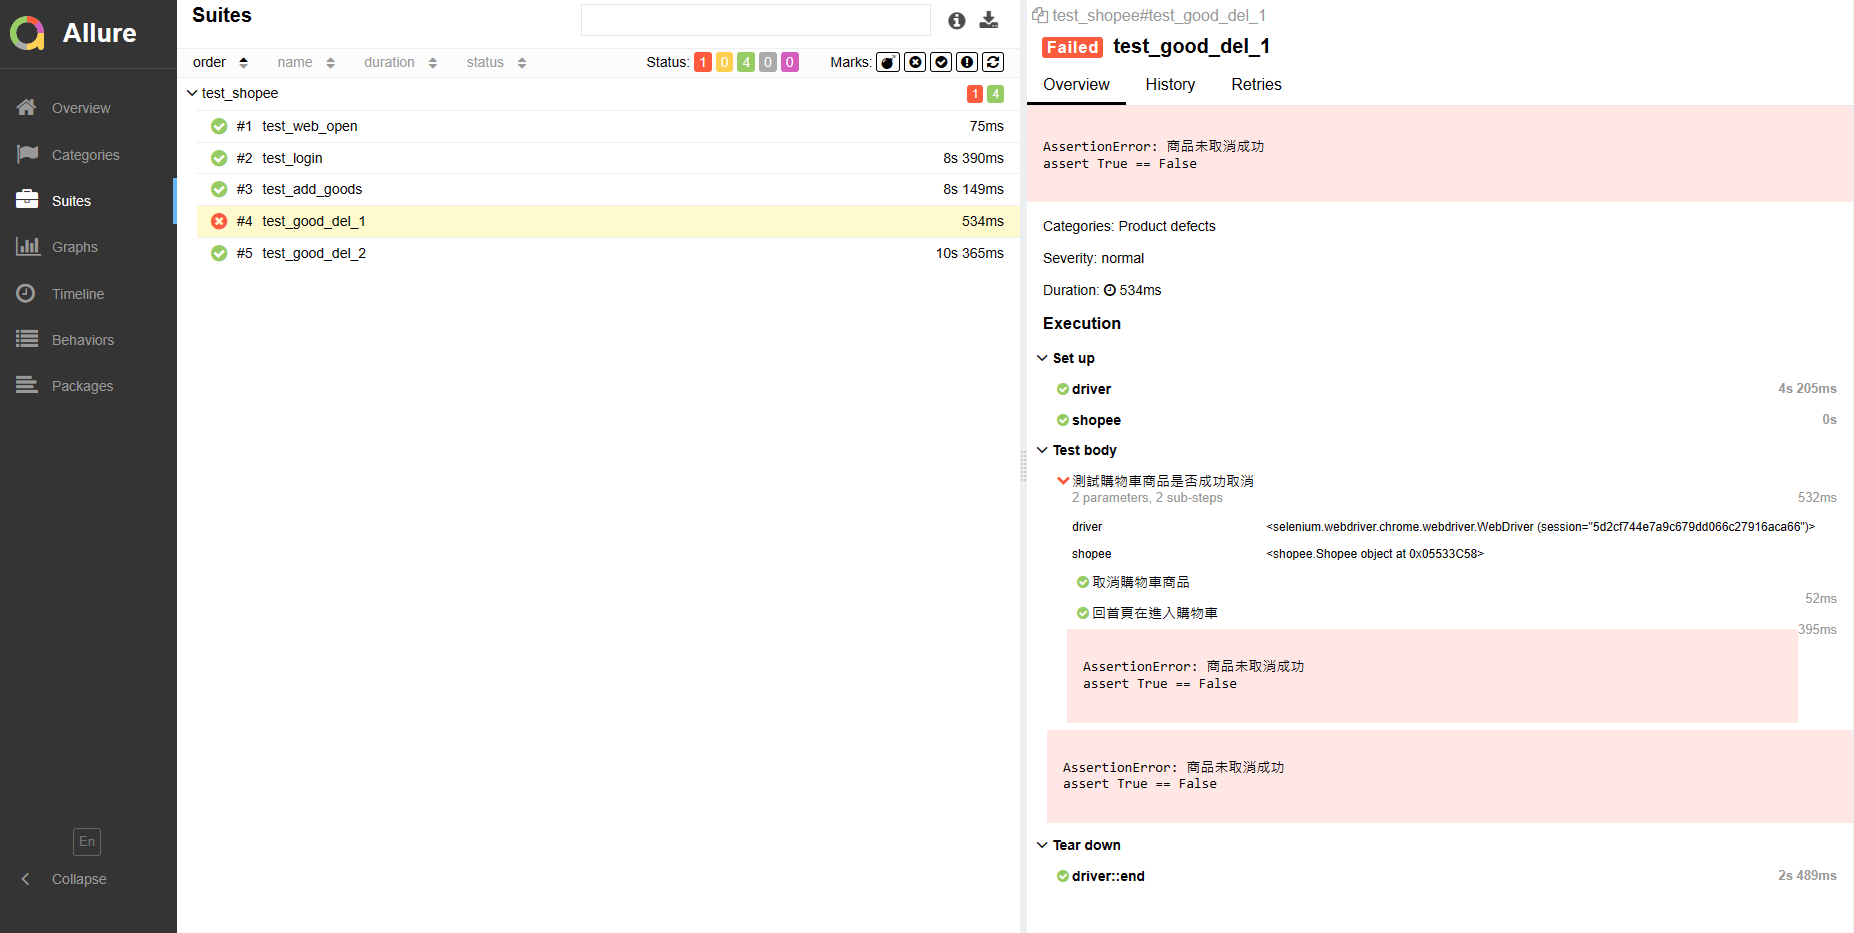 Allure
Overview
Categories
Suites
Graphs
Timeline
Behaviors
Packages
En
Collapse
Suites
order name duration status Status: 1 0 4 0 0 Marks:
test_shopee 1 4
#1 test_web_open 75ms
#2 test_login 8s 390ms
#3 test_add_goods 8s 149ms
#4 test_good_del_1 534ms
#5 test_good_del_2 10s 365ms
test_shopee#test_good_del_1
Failed test_good_del_1
Overview History Retries
AssertionError: 商品未取消成功
assert True == False
Categories: Product defects
Severity: normal
Duration: 534ms
Execution
Set up
driver 4s 205ms
shopee 0s
Test body
測試購物車商品是否成功取消
2 parameters, 2 sub-steps 532ms
driver <selenium.webdriver.chrome.webdriver.WebDriver (session="5d2cf744e7a9c679dd066c27916aca66")>
shopee <shopee.Shopee object at 0x05533C58>
取消購物車商品
52ms
回首頁在進入購物車
395ms
AssertionError: 商品未取消成功
assert True == False
AssertionError: 商品未取消成功
assert True == False
Tear down
driver::end 2s 489ms